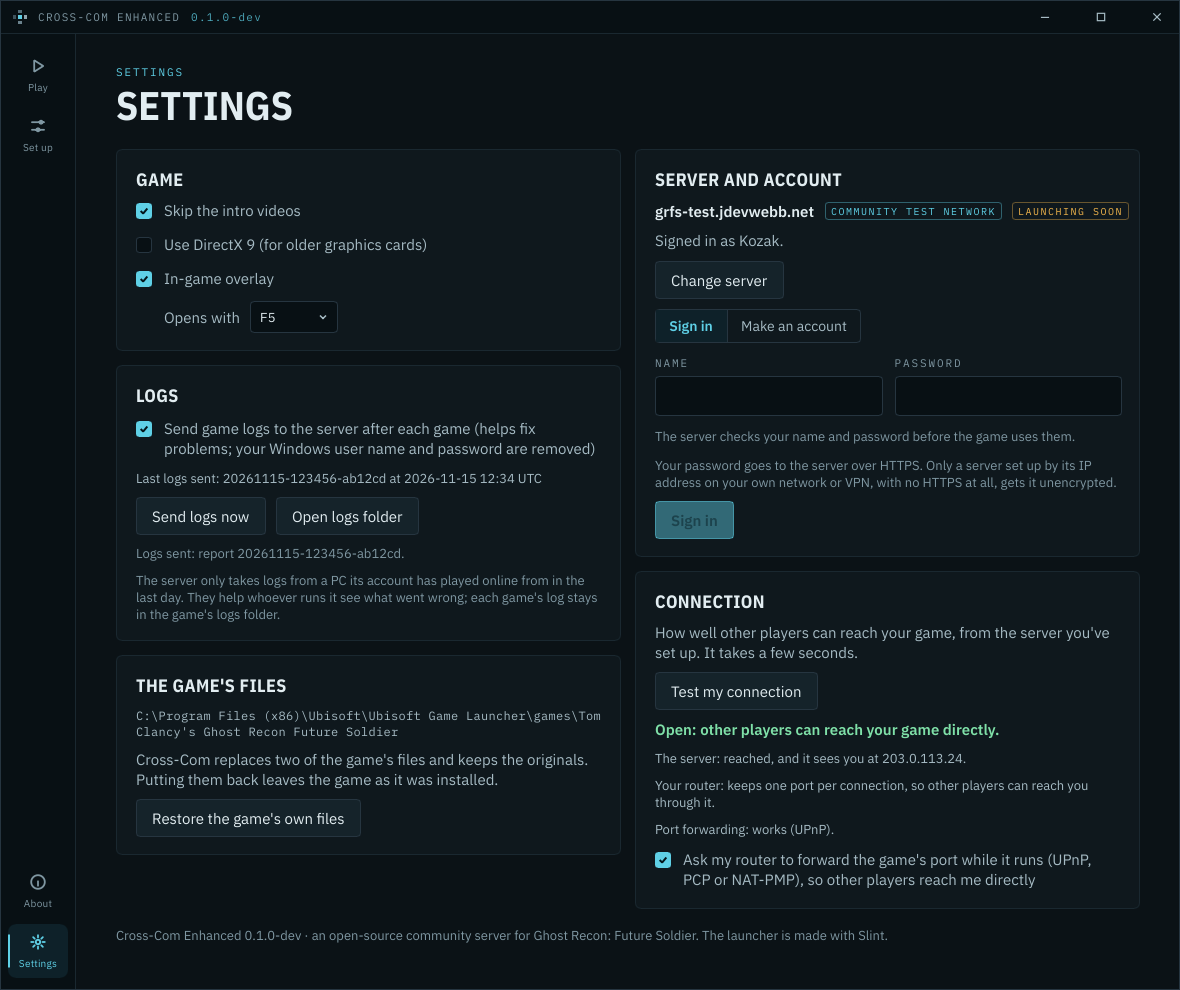 CROSS-COM ENHANCED 0.1.0-dev
Play
Set up
About
Settings
SETTINGS
SETTINGS
GAME
Skip the intro videos
Use DirectX 9 (for older graphics cards)
In-game overlay
Opens with F5
LOGS
Send game logs to the server after each game (helps fix
problems; your Windows user name and password are removed)
Last logs sent: 20261115-123456-ab12cd at 2026-11-15 12:34 UTC
Send logs now Open logs folder
Logs sent: report 20261115-123456-ab12cd.
The server only takes logs from a PC its account has played online from in the
last day. They help whoever runs it see what went wrong; each game's log stays
in the game's logs folder.
THE GAME'S FILES
C:\Program Files (x86)\Ubisoft\Ubisoft Game Launcher\games\Tom
Clancy's Ghost Recon Future Soldier
Cross-Com replaces two of the game's files and keeps the originals.
Putting them back leaves the game as it was installed.
Restore the game's own files
SERVER AND ACCOUNT
grfs-test.jdevwebb.net COMMUNITY TEST NETWORK LAUNCHING SOON
Signed in as Kozak.
Change server
Sign in Make an account
NAME PASSWORD
The server checks your name and password before the game uses them.
Your password goes to the server over HTTPS. Only a server set up by its IP
address on your own network or VPN, with no HTTPS at all, gets it unencrypted.
Sign in
CONNECTION
How well other players can reach your game, from the server you've
set up. It takes a few seconds.
Test my connection
Open: other players can reach your game directly.
The server: reached, and it sees you at 203.0.113.24.
Your router: keeps one port per connection, so other players can reach you
through it.
Port forwarding: works (UPnP).
Ask my router to forward the game's port while it runs (UPnP,
PCP or NAT-PMP), so other players reach me directly
Cross-Com Enhanced 0.1.0-dev · an open-source community server for Ghost Recon: Future Soldier. The launcher is made with Slint.